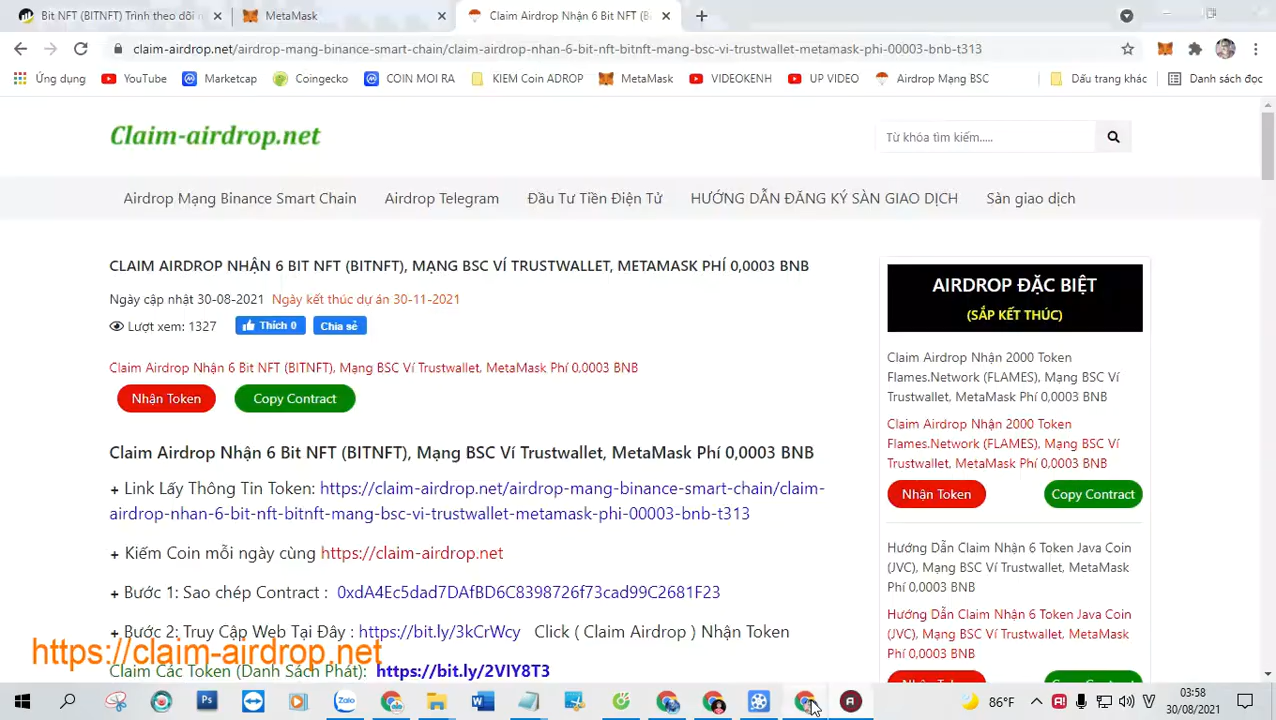 Bit NFT (BITNFT) Trình theo dõi
MetaMask
Claim Airdrop Nhận 6 Bit NFT (B
claim-airdrop.net/airdrop-mang-binance-smart-chain/claim-airdrop-nhan-6-bit-nft-bitnft-mang-bsc-vi-trustwallet-metamask-phi-00003-bnb-t313
Ứng dụng YouTube Marketcap Coingecko COIN MOI RA KIEM Coin ADROP MetaMask VIDEOKENH UP VIDEO Airdrop Mạng BSC Dấu trang khác Danh sách đọc
Claim-airdrop.net
Từ khóa tìm kiếm.....
Airdrop Mạng Binance Smart Chain Airdrop Telegram Đầu Tư Tiền Điện Tử HƯỚNG DẪN ĐĂNG KÝ SÀN GIAO DỊCH Sàn giao dịch
CLAIM AIRDROP NHẬN 6 BIT NFT (BITNFT), MẠNG BSC VÍ TRUSTWALLET, METAMASK PHÍ 0,0003 BNB
Ngày cập nhật 30-08-2021 Ngày kết thúc dự án 30-11-2021
Lượt xem: 1327 Thích 0 Chia sẻ
Claim Airdrop Nhận 6 Bit NFT (BITNFT), Mạng BSC Ví Trustwallet, MetaMask Phí 0,0003 BNB
Nhận Token Copy Contract
Claim Airdrop Nhận 6 Bit NFT (BITNFT), Mạng BSC Ví Trustwallet, MetaMask Phí 0,0003 BNB
+ Link Lấy Thông Tin Token: https://claim-airdrop.net/airdrop-mang-binance-smart-chain/claim-
airdrop-nhan-6-bit-nft-bitnft-mang-bsc-vi-trustwallet-metamask-phi-00003-bnb-t313
+ Kiếm Coin mỗi ngày cùng https://claim-airdrop.net
+ Bước 1: Sao chép Contract : 0xdA4Ec5dad7DAfBD6C8398726f73cad99C2681F23
+ Bước 2: Truy Cập Web Tại Đây : https://bit.ly/3kCrWcy Click ( Claim Airdrop ) Nhận Token
Claim Các Token (Danh Sách Phát): https://bit.ly/2VIY8T3
https://claim-airdrop.net
AIRDROP ĐẶC BIỆT
(SẮP KẾT THÚC)
Claim Airdrop Nhận 2000 Token
Flames.Network (FLAMES), Mạng BSC Ví
Trustwallet, MetaMask Phí 0,0003 BNB
Claim Airdrop Nhận 2000 Token
Flames.Network (FLAMES), Mạng BSC Ví
Trustwallet, MetaMask Phí 0,0003 BNB
Nhận Token Copy Contract
Hướng Dẫn Claim Nhận 6 Token Java Coin
(JVC), Mạng BSC Ví Trustwallet, MetaMask
Phí 0,0003 BNB
Hướng Dẫn Claim Nhận 6 Token Java Coin
(JVC), Mạng BSC Ví Trustwallet, MetaMask
Phí 0,0003 BNB
Zalo
86°F
03:58
30/08/2021